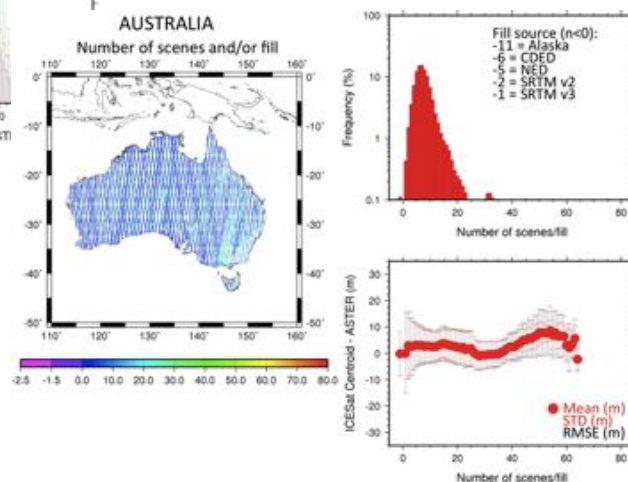 F
AUSTRALIA
Number of scenes and/or fill
110˚ 120˚ 130˚ 140˚ 150˚ 160˚
0˚ 0˚
-10˚ -10˚
-20˚ -20˚
-30˚ -30˚
-40˚ -40˚
-50˚ -50˚
110˚ 120˚ 130˚ 140˚ 150˚ 160˚
-2.5 -1.5 0.0 10.0 20.0 30.0 40.0 50.0 60.0 70.0 80.0
Frequency (%)
100
10
1
0.1
Fill source (n<0):
-11 = Alaska
-6 = CDED
-5 = NED
-2 = SRTM v2
-1 = SRTM v3
0 20 40 60 80
Number of scenes/fill
ICESat Centroid - ASTER (m)
30
20
10
0
-10
-20
-30
Mean (m)
STD (m)
RMSE (m)
0 20 40 60 80
Number of scenes/fill